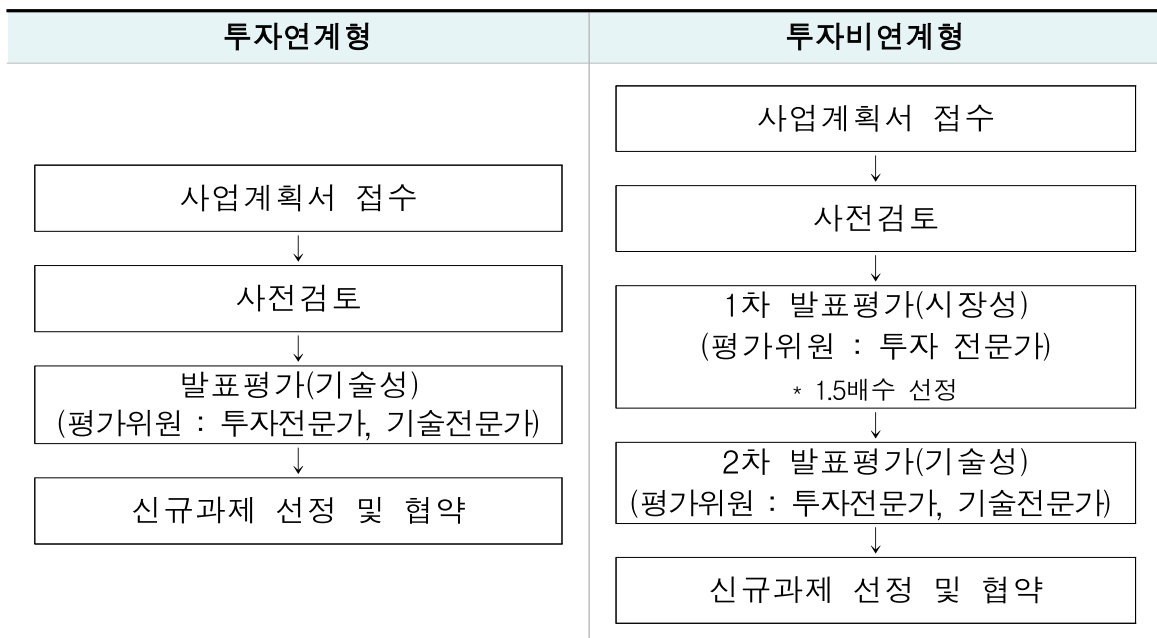 투자연계형
사업계획서 접수
사전검토
발표평가(기술성)
(평가위원 : 투자전문가, 기술전문가)
신규과제 선정 및 협약
투자비연계형
사업계획서 접수
사전검토
1차 발표평가(시장성)
(평가위원 : 투자 전문가)
* 1.5배수 선정
2차 발표평가(기술성)
(평가위원 : 투자전문가, 기술전문가)
신규과제 선정 및 협약